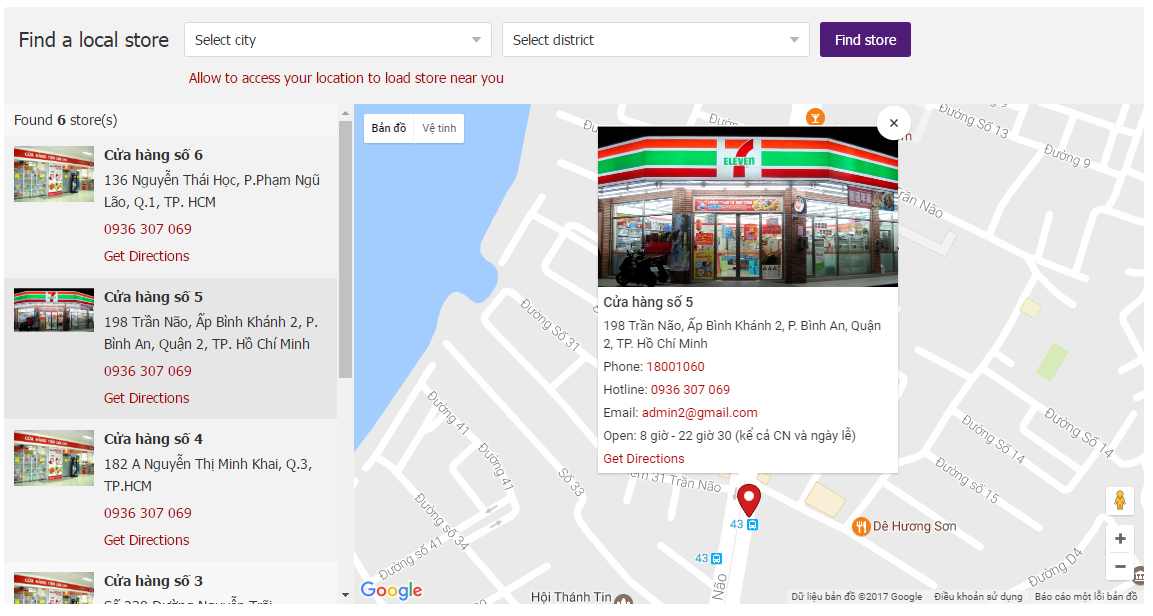 Find a local store
Select city
Select district
Find store
Allow to access your location to load store near you
Found 6 store(s)
Cửa hàng số 6
136 Nguyễn Thái Học, P.Phạm Ngũ
Lão, Q.1, TP. HCM
0936 307 069
Get Directions
Cửa hàng số 5
198 Trần Não, Ấp Bình Khánh 2, P.
Bình An, Quận 2, TP. Hồ Chí Minh
0936 307 069
Get Directions
Cửa hàng số 4
182 A Nguyễn Thị Minh Khai, Q.3,
TP.HCM
0936 307 069
Get Directions
Cửa hàng số 3
Bản đồ
Vệ tinh
Đường Số 13
Đường 9
Trần Não
7
ELEVEN
Cửa hàng số 5
198 Trần Não, Ấp Bình Khánh 2, P. Bình An, Quận
2, TP. Hồ Chí Minh
Phone: 18001060
Hotline: 0936 307 069
Email: admin2@gmail.com
Open: 8 giờ - 22 giờ 30 (kể cả CN và ngày lễ)
Get Directions
Đường Số 31
Đường 41
Đường 41
Số 33
Đường số 34
Đường số 41
31 Trần Não
Đường Số 14
Đường Số 14
Đường số 15
Đường D4
43
43
Não
Dê Hương Sơn
Hội Thánh Tin
Google
Dữ liệu bản đồ ©2017 Google
Điều khoản sử dụng
Báo cáo một lỗi bản đồ